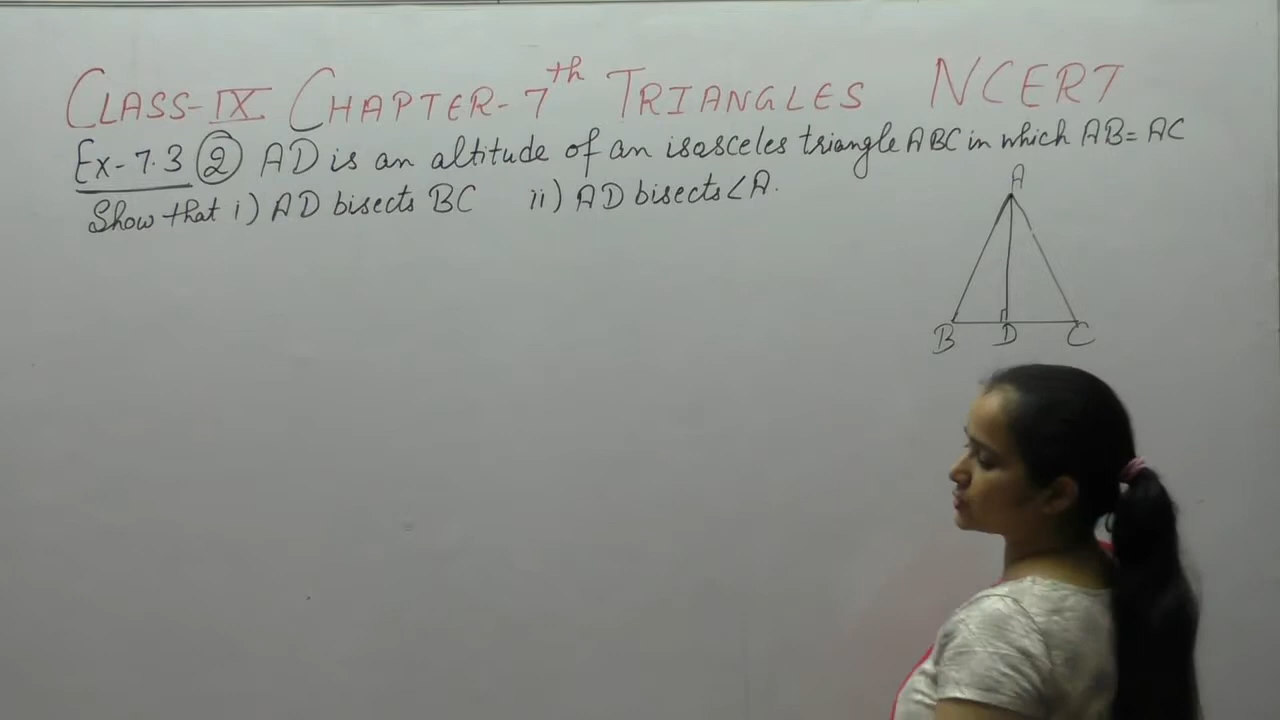 CLASS-IX CHAPTER-7th TRIANGLES NCERT
Ex-7.3 2 AD is an altitude of an isosceles triangle ABC in which AB=AC
Show that i) AD bisects BC ii) AD bisects ∠A.
A
B D C